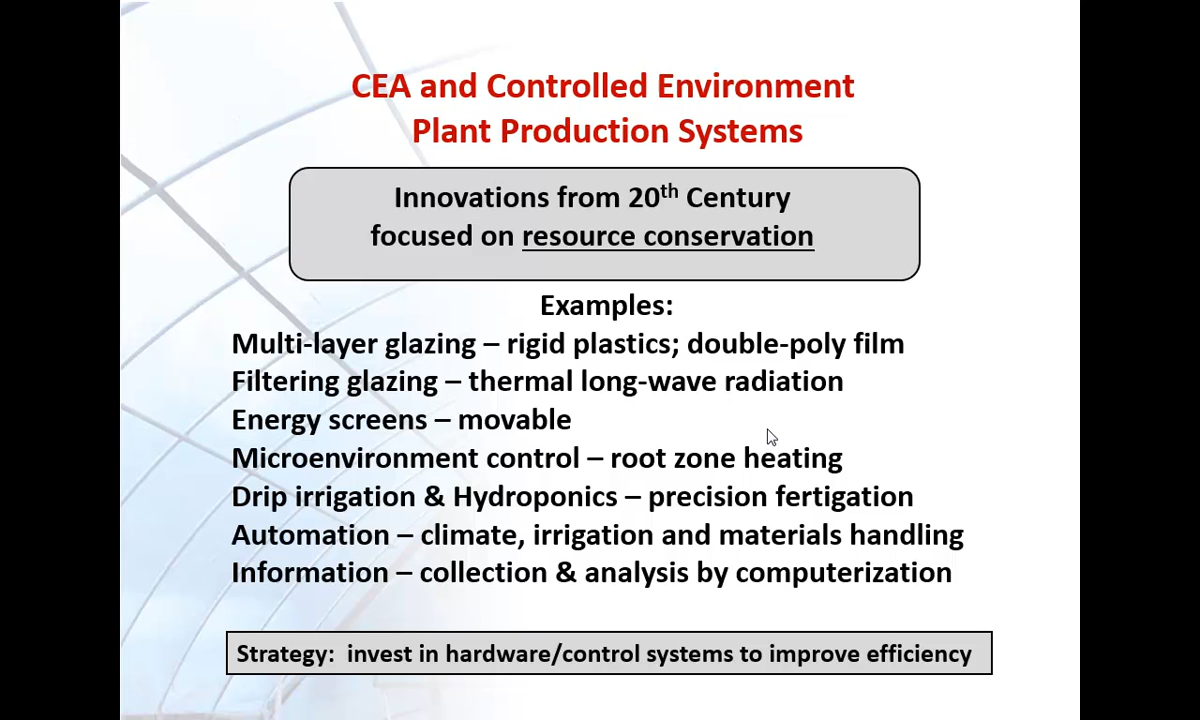 CEA and Controlled Environment
Plant Production Systems
Innovations from 20th Century
focused on resource conservation
Examples:
Multi-layer glazing – rigid plastics; double-poly film
Filtering glazing – thermal long-wave radiation
Energy screens – movable
Microenvironment control – root zone heating
Drip irrigation & Hydroponics – precision fertigation
Automation – climate, irrigation and materials handling
Information – collection & analysis by computerization
Strategy:  invest in hardware/control systems to improve efficiency